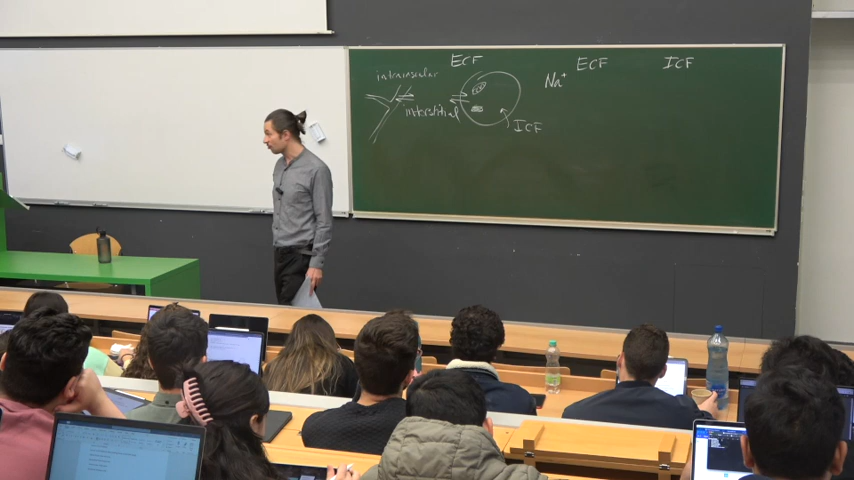 ECF
ECF
ICF
intravascular
Na⁺
interstitial
ICF